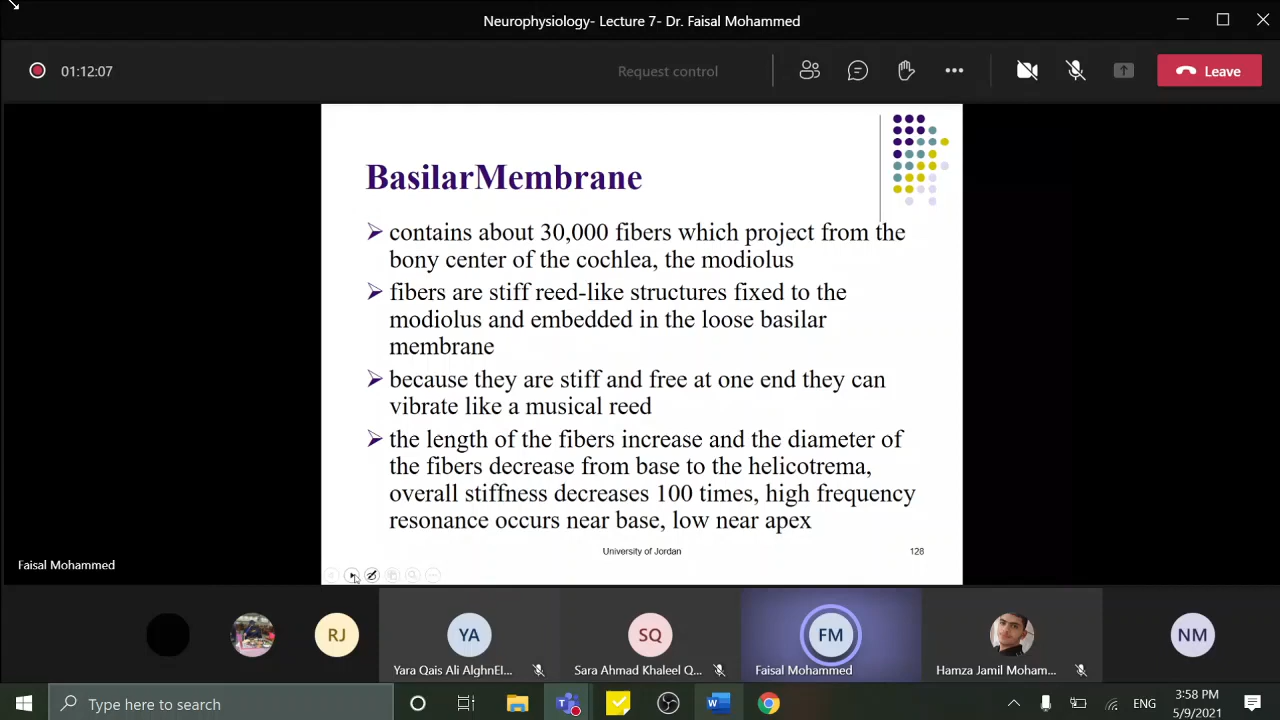 Neurophysiology- Lecture 7- Dr. Faisal Mohammed
01:12:07
Request control
Leave
BasilarMembrane
contains about 30,000 fibers which project from the
bony center of the cochlea, the modiolus
fibers are stiff reed-like structures fixed to the
modiolus and embedded in the loose basilar
membrane
because they are stiff and free at one end they can
vibrate like a musical reed
the length of the fibers increase and the diameter of
the fibers decrease from base to the helicotrema,
overall stiffness decreases 100 times, high frequency
resonance occurs near base, low near apex
University of Jordan
128
Faisal Mohammed
RJ
YA
SQ
FM
NM
Yara Qais Ali AlghnEl...
Sara Ahmad Khaleel Q...
Faisal Mohammed
Hamza Jamil Moham...
Type here to search
ENG
3:58 PM
5/9/2021